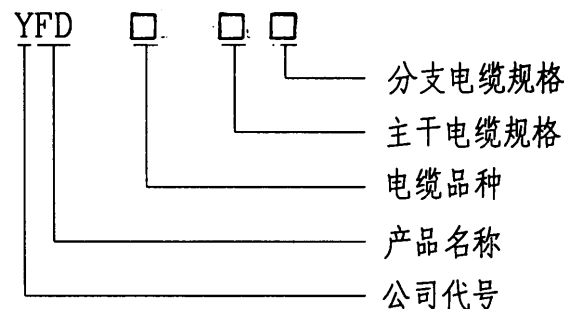 YFD □ □ □
分支电缆规格
主干电缆规格
电缆品种
产品名称
公司代号